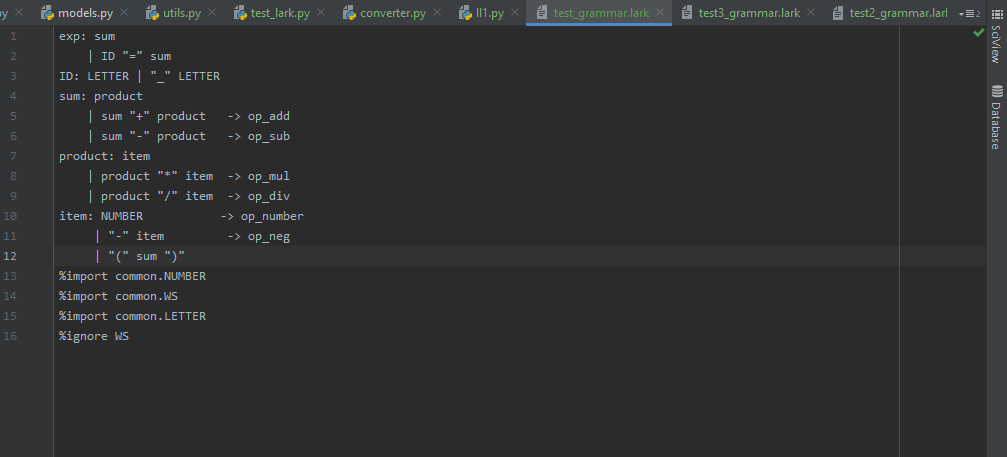 py models.py utils.py test_lark.py converter.py ll1.py test_grammar.lark test3_grammar.lark test2_grammar.larl 2
1 exp: sum
2 | ID "=" sum
3 ID: LETTER | "_" LETTER
4 sum: product
5 | sum "+" product -> op_add
6 | sum "-" product -> op_sub
7 product: item
8 | product "*" item -> op_mul
9 | product "/" item -> op_div
10 item: NUMBER -> op_number
11 | "-" item -> op_neg
12 | "(" sum ")"
13 %import common.NUMBER
14 %import common.WS
15 %import common.LETTER
16 %ignore WS
SciView
Database